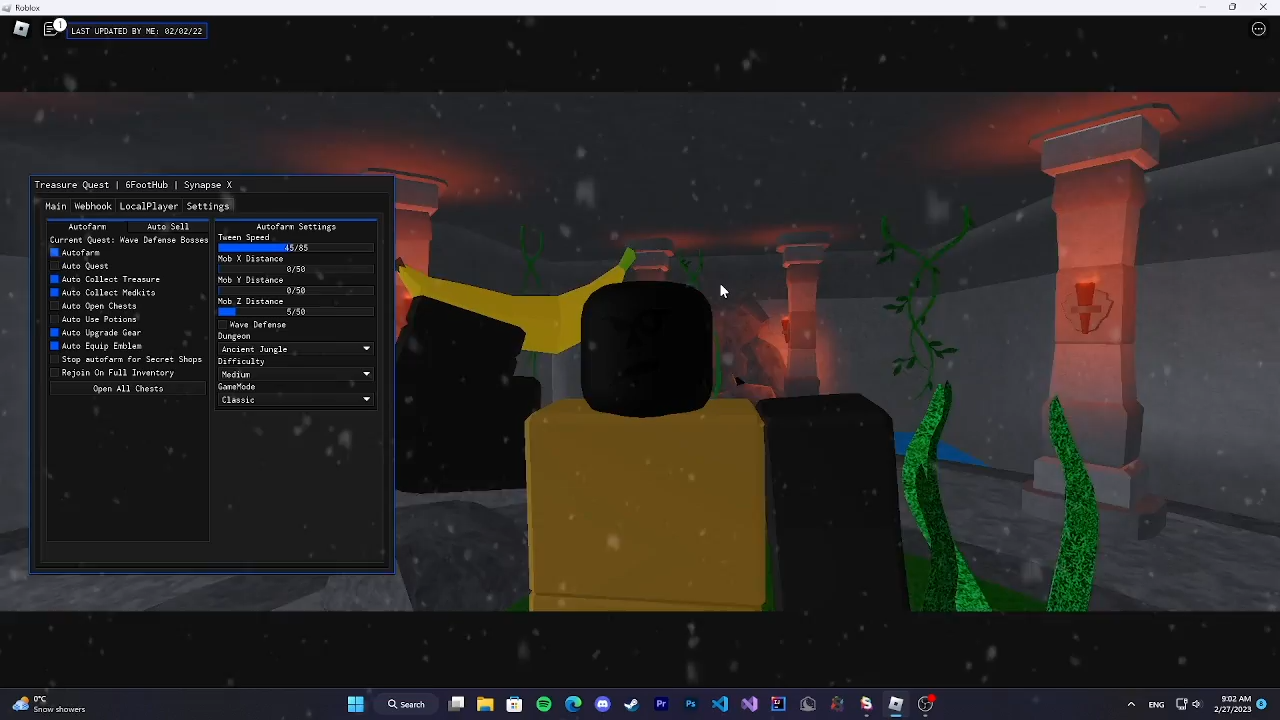 Roblox
1
LAST UPDATED BY ME: 02/02/22
Treasure Quest | 6FootHub | Synapse X
Main Webhook LocalPlayer Settings
Autofarm Auto Sell
Current Quest: Wave Defense Bosses
Autofarm
Auto Quest
Auto Collect Treasure
Auto Collect Medkits
Auto Open Chests
Auto Use Potions
Auto Upgrade Gear
Auto Equip Emblem
Stop autofarm for Secret Shops
Rejoin On Full Inventory
Open All Chests
Autofarm Settings
Tween Speed
45/85
Mob X Distance
0/50
Mob Y Distance
0/50
Mob Z Distance
5/50
Wave Defense
Dungeon
Ancient Jungle
Difficulty
Medium
GameMode
Classic
0°C
Snow showers
Search
Pr
Ps
ENG
9:02 AM
2/27/2023
3